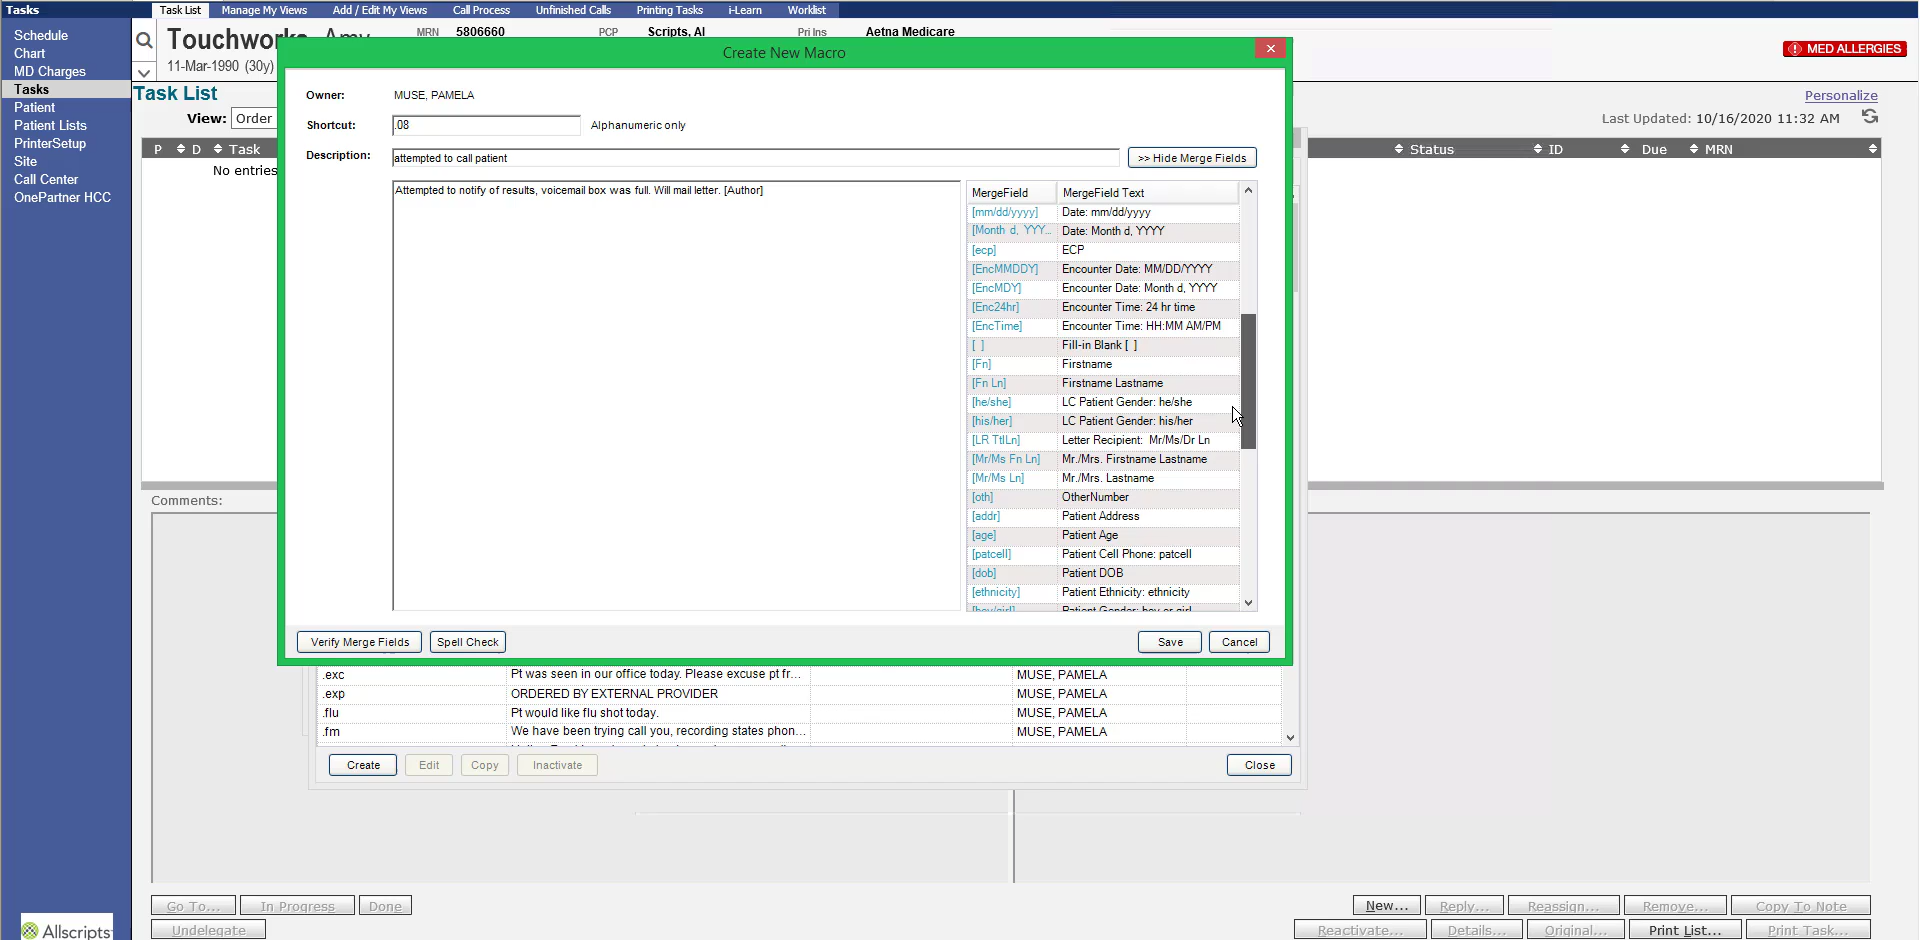 Tasks
Task List Manage My Views Add / Edit My Views Call Process Unfinished Calls Printing Tasks i-Learn Worklist
Schedule
Chart
MD Charges
Tasks
Patient
Patient Lists
PrinterSetup
Site
Call Center
OnePartner HCC
Touchworks, Amy MRN 5806660 PCP Scripts, Al Pri Ins Aetna Medicare
11-Mar-1990 (30y)
MED ALLERGIES
Task List
Personalize
View: Order
Last Updated: 10/16/2020 11:32 AM
P D Task Status ID Due MRN
No entries
Create New Macro
Owner: MUSE, PAMELA
Shortcut: .08 Alphanumeric only
Description: attempted to call patient >> Hide Merge Fields
Attempted to notify of results, voicemail box was full. Will mail letter. [Author]
MergeField MergeField Text
[mm/dd/yyyy] Date: mm/dd/yyyy
[Month d, YYY... Date: Month d, YYYY
[ecp] ECP
[EncMMDDY] Encounter Date: MM/DD/YYYY
[EncMDY] Encounter Date: Month d, YYYY
[Enc24hr] Encounter Time: 24 hr time
[EncTime] Encounter Time: HH:MM AM/PM
[ ] Fill-in Blank [ ]
[Fn] Firstname
[Fn Ln] Firstname Lastname
[he/she] LC Patient Gender: he/she
[his/her] LC Patient Gender: his/her
[LR TtlLn] Letter Recipient: Mr/Ms/Dr Ln
[Mr/Ms Fn Ln] Mr./Mrs. Firstname Lastname
[Mr/Ms Ln] Mr./Mrs. Lastname
[oth] OtherNumber
[addr] Patient Address
[age] Patient Age
[patcell] Patient Cell Phone: patcell
[dob] Patient DOB
[ethnicity] Patient Ethnicity: ethnicity
[boy/girl] Patient Gender: boy or girl
Verify Merge Fields Spell Check Save Cancel
Comments:
.exc Pt was seen in our office today. Please excuse pt fr... MUSE, PAMELA
.exp ORDERED BY EXTERNAL PROVIDER MUSE, PAMELA
.flu Pt would like flu shot today. MUSE, PAMELA
.fm We have been trying call you, recording states phon... MUSE, PAMELA
Create Edit Copy Inactivate Close
Go To... In Progress Done New... Reply... Reassign... Remove... Copy To Note
Undelegate Reactivate... Details... Original... Print List... Print Task...
Allscripts